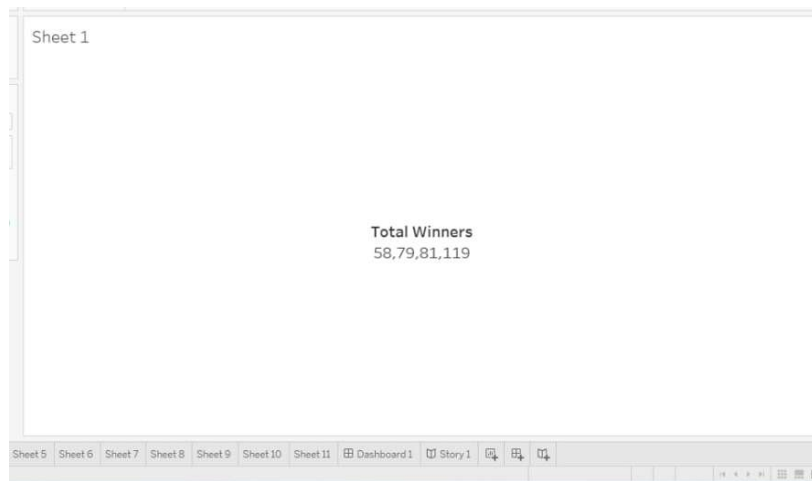 Sheet 1
Total Winners
58,79,81,119
Sheet 5 Sheet 6 Sheet 7 Sheet 8 Sheet 9 Sheet 10 Sheet 11 Dashboard 1 Story 1